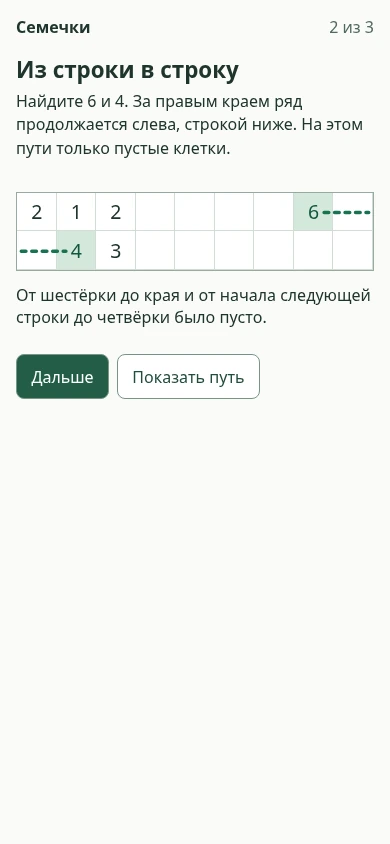 Семечки 2 из 3
Из строки в строку
Найдите 6 и 4. За правым краем ряд
продолжается слева, строкой ниже. На этом
пути только пустые клетки.
2 1 2 6
4 3
От шестёрки до края и от начала следующей
строки до четвёрки было пусто.
Дальше Показать путь